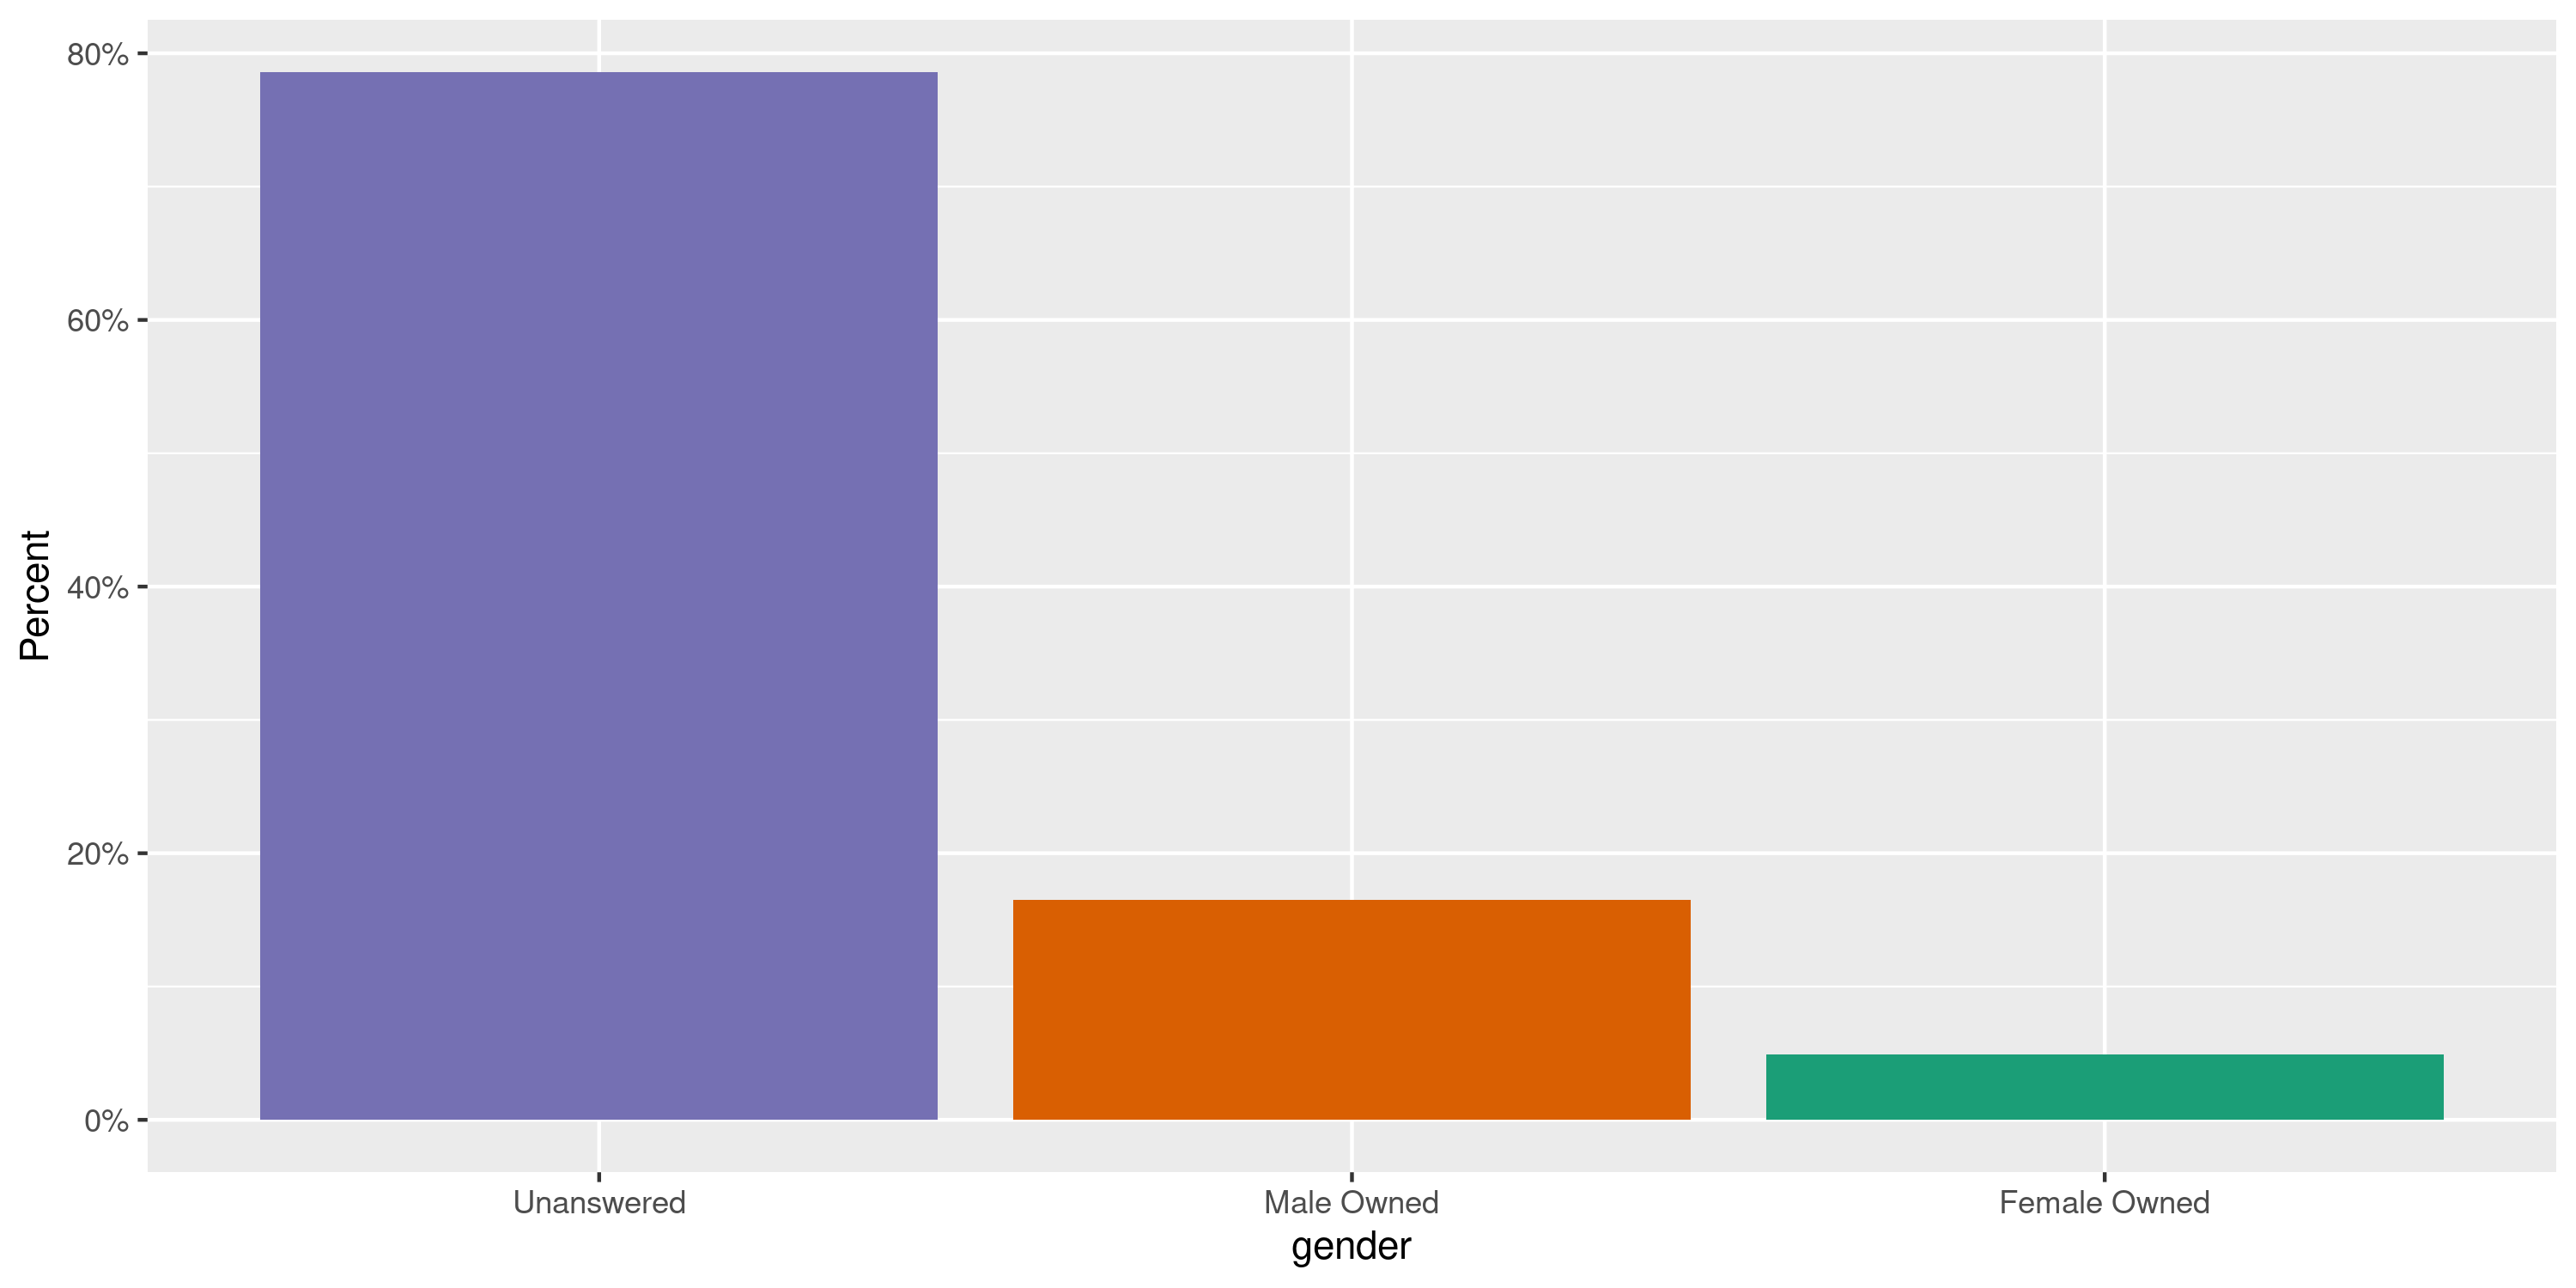 80%
60%
40%
20%
0%
Percent
Unanswered
Male Owned
Female Owned
gender